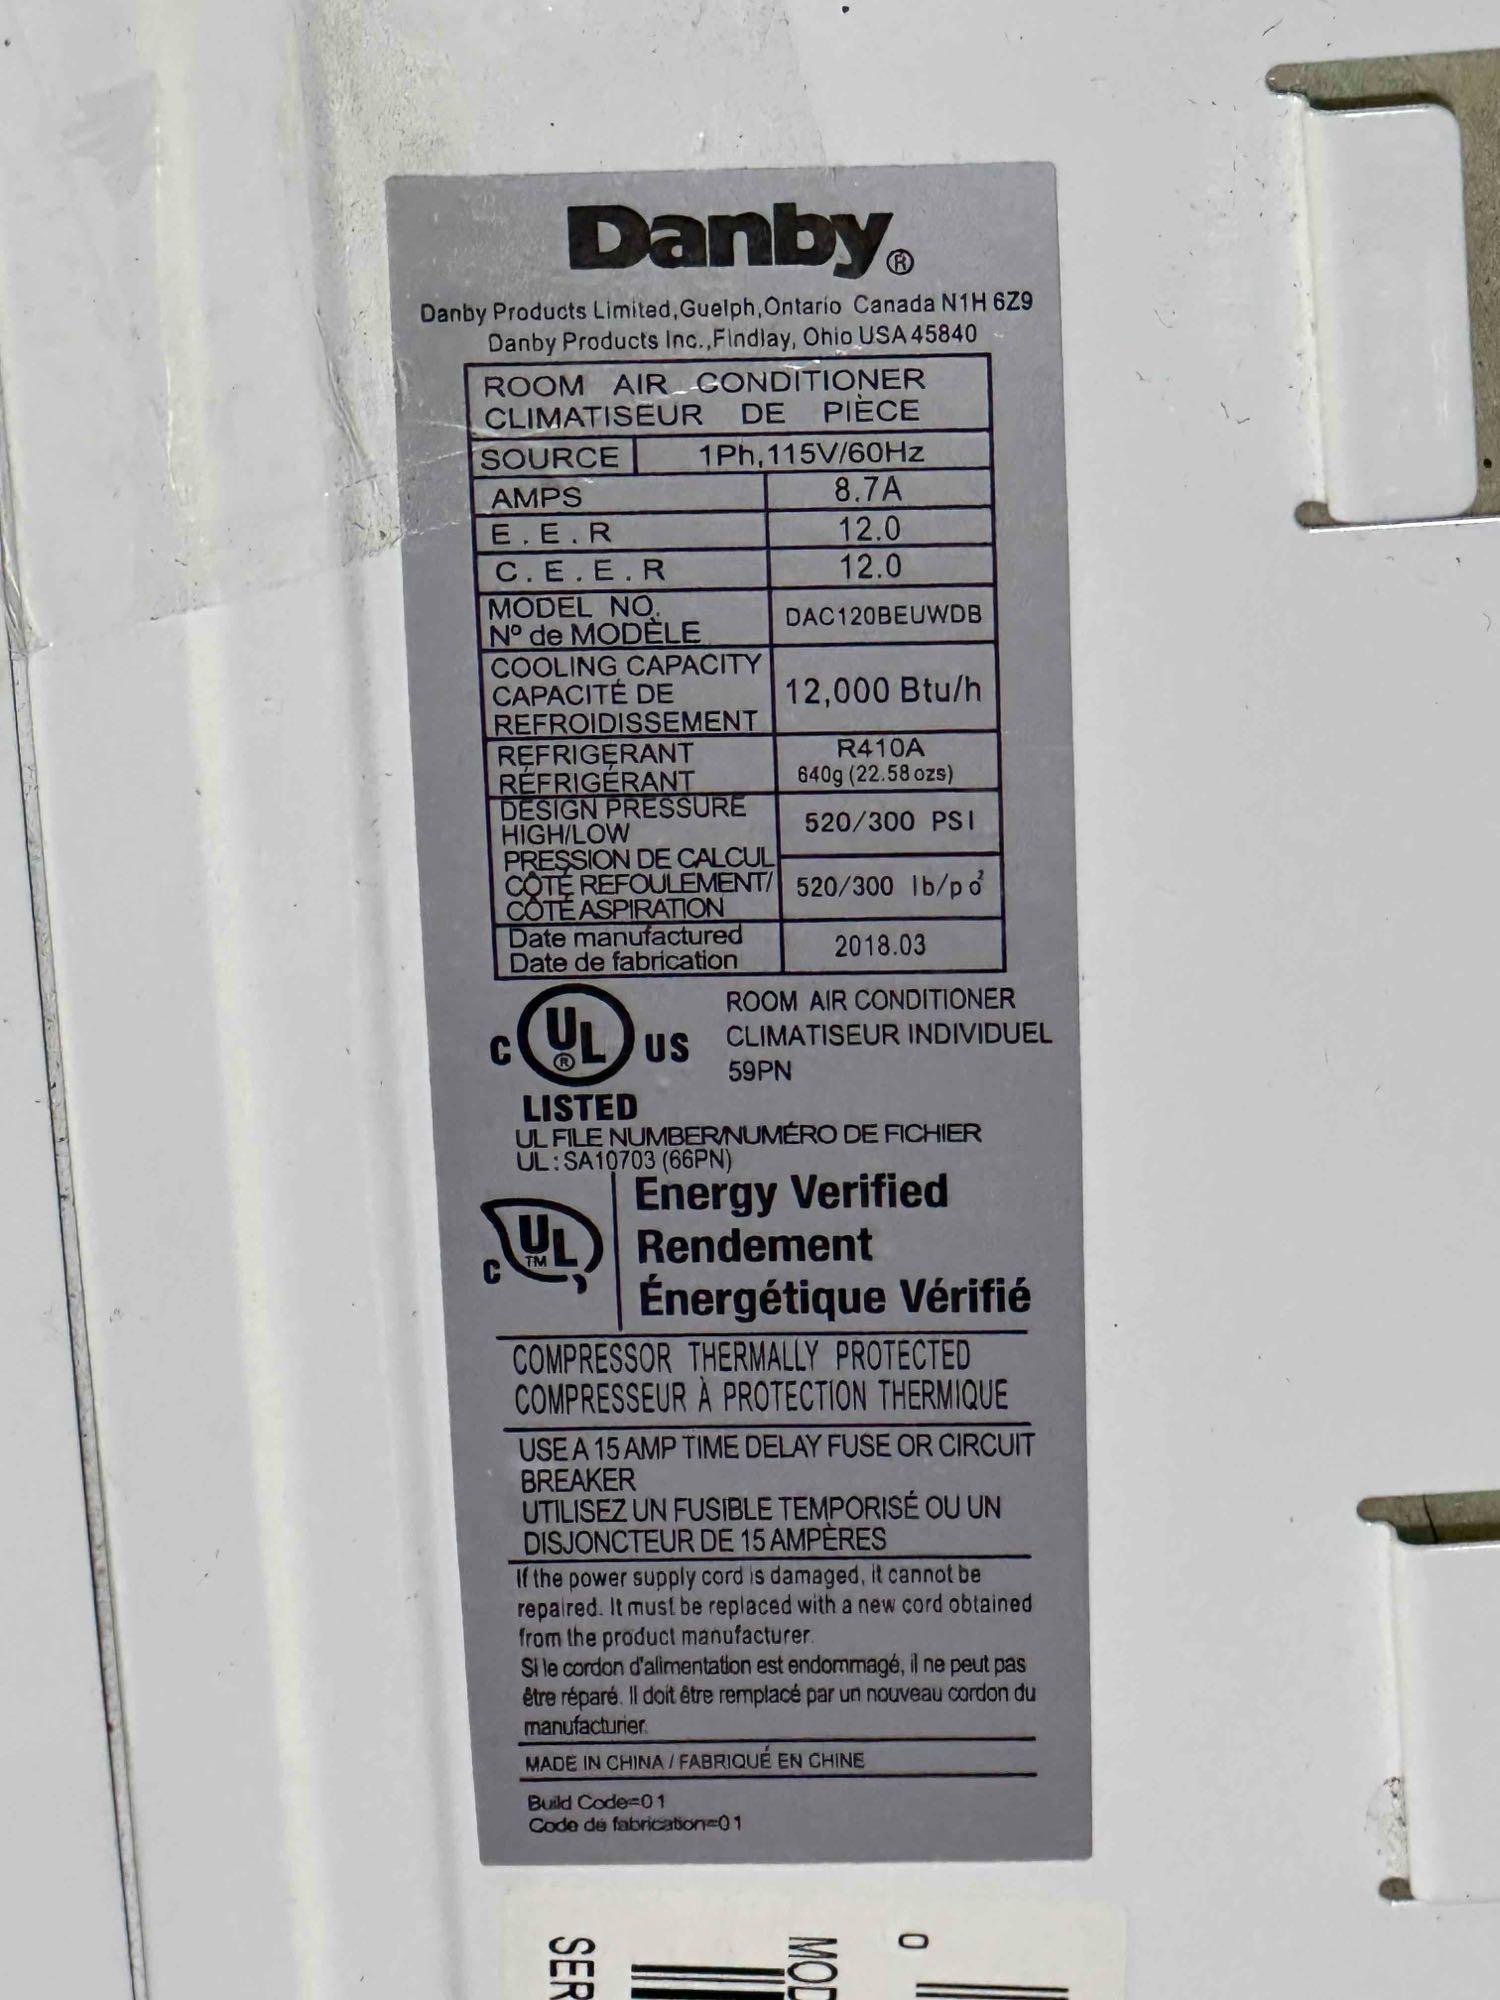 Danby®
Danby Products Limited,Guelph,Ontario Canada N1H 6Z9
Danby Products Inc.,Findlay, Ohio USA 45840
ROOM AIR CONDITIONER
CLIMATISEUR DE PIÈCE
SOURCE 1Ph,115V/60Hz
AMPS 8.7A
E.E.R 12.0
C.E.E.R 12.0
MODEL NO.
Nº de MODÈLE
DAC120BEUWDB
COOLING CAPACITY
CAPACITÉ DE
REFROIDISSEMENT
12,000 Btu/h
REFRIGERANT
RÉFRIGÉRANT
R410A
640g (22.58 ozs)
DESIGN PRESSURE
HIGH/LOW
520/300 PSI
PRESSION DE CALCUL
CÔTÉ REFOULEMENT/
CÔTÉ ASPIRATION
520/300 lb/po²
Date manufactured
Date de fabrication
2018.03
C UL® US
LISTED
ROOM AIR CONDITIONER
CLIMATISEUR INDIVIDUEL
59PN
UL FILE NUMBER/NUMÉRO DE FICHIER
UL : SA10703 (66PN)
C UL TM
Energy Verified
Rendement
Énergétique Vérifié
COMPRESSOR THERMALLY PROTECTED
COMPRESSEUR À PROTECTION THERMIQUE
USE A 15 AMP TIME DELAY FUSE OR CIRCUIT
BREAKER
UTILISEZ UN FUSIBLE TEMPORISÉ OU UN
DISJONCTEUR DE 15 AMPÈRES
If the power supply cord is damaged, it cannot be
repaired. It must be replaced with a new cord obtained
from the product manufacturer.
Si le cordon d'alimentation est endommagé, il ne peut pas
être réparé. Il doit être remplacé par un nouveau cordon du
manufacturier.
MADE IN CHINA / FABRIQUÉ EN CHINE
Build Code=01
Code de fabrication=01
SER
MOD
0